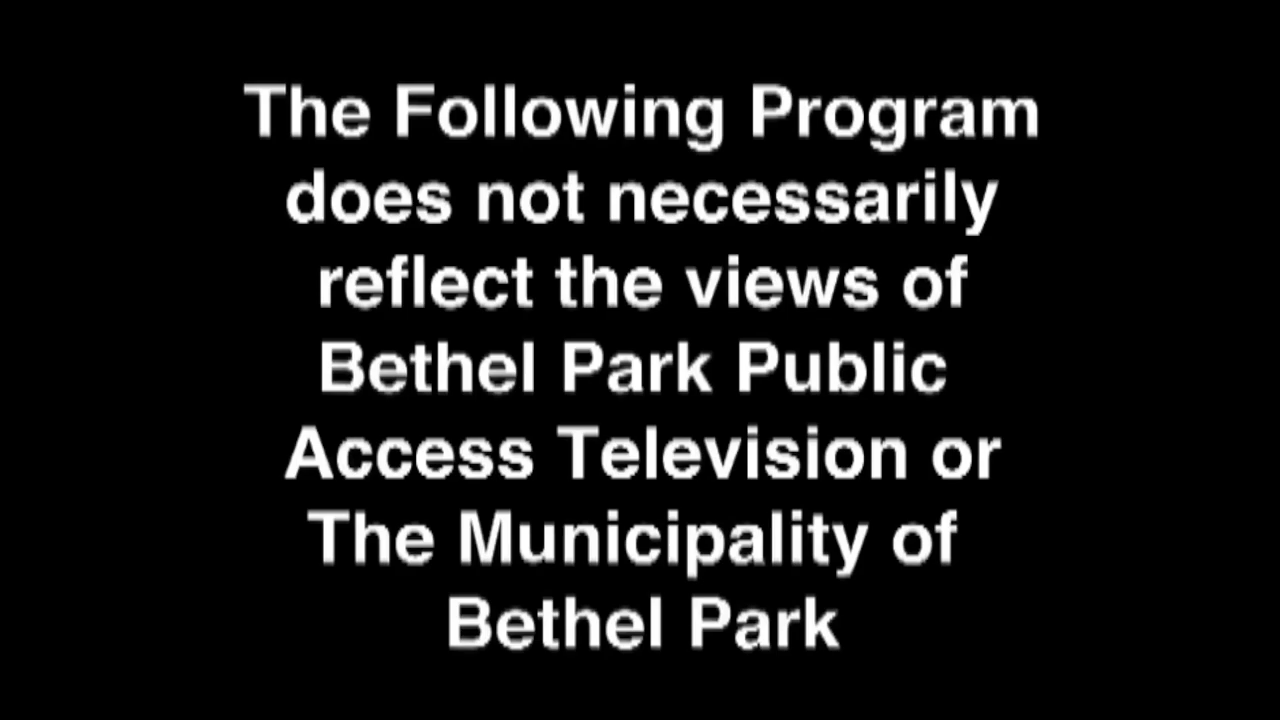 The Following Program
does not necessarily
reflect the views of
Bethel Park Public
Access Television or
The Municipality of
Bethel Park